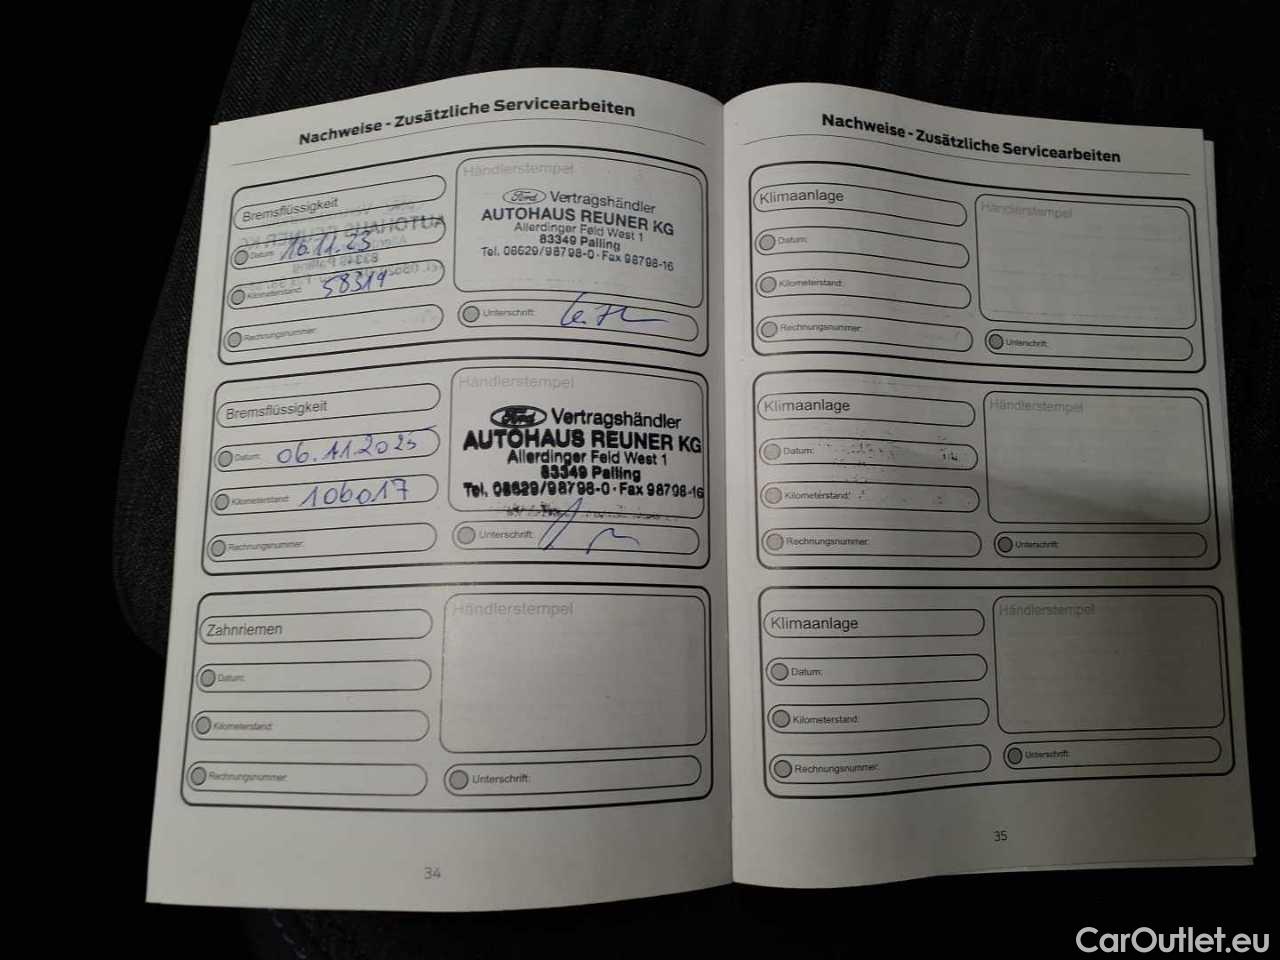 Nachweise - Zusätzliche Servicearbeiten
Bremsflüssigkeit
Datum: 16.11.23
Kilometerstand: 58319
Rechnungsnummer:
Händlerstempel
Ford Vertragshändler
AUTOHAUS REUNER KG
Allerdinger Feld West 1
83349 Palling
Tel. 08629/98798-0 · Fax 98798-16
Unterschrift:
Bremsflüssigkeit
Datum: 06.11.2025
Kilometerstand: 106017
Rechnungsnummer:
Händlerstempel
Ford Vertragshändler
AUTOHAUS REUNER KG
Allerdinger Feld West 1
83349 Palling
Tel. 08629/98798-0 · Fax 98798-16
Unterschrift:
Zahnriemen
Datum:
Kilometerstand:
Rechnungsnummer:
Händlerstempel
Unterschrift:
34
Nachweise - Zusätzliche Servicearbeiten
Klimaanlage
Datum:
Kilometerstand:
Rechnungsnummer:
Händlerstempel
Unterschrift:
Klimaanlage
Datum:
Kilometerstand:
Rechnungsnummer:
Händlerstempel
Unterschrift:
Klimaanlage
Datum:
Kilometerstand:
Rechnungsnummer:
Händlerstempel
Unterschrift:
35
CarOutlet.eu